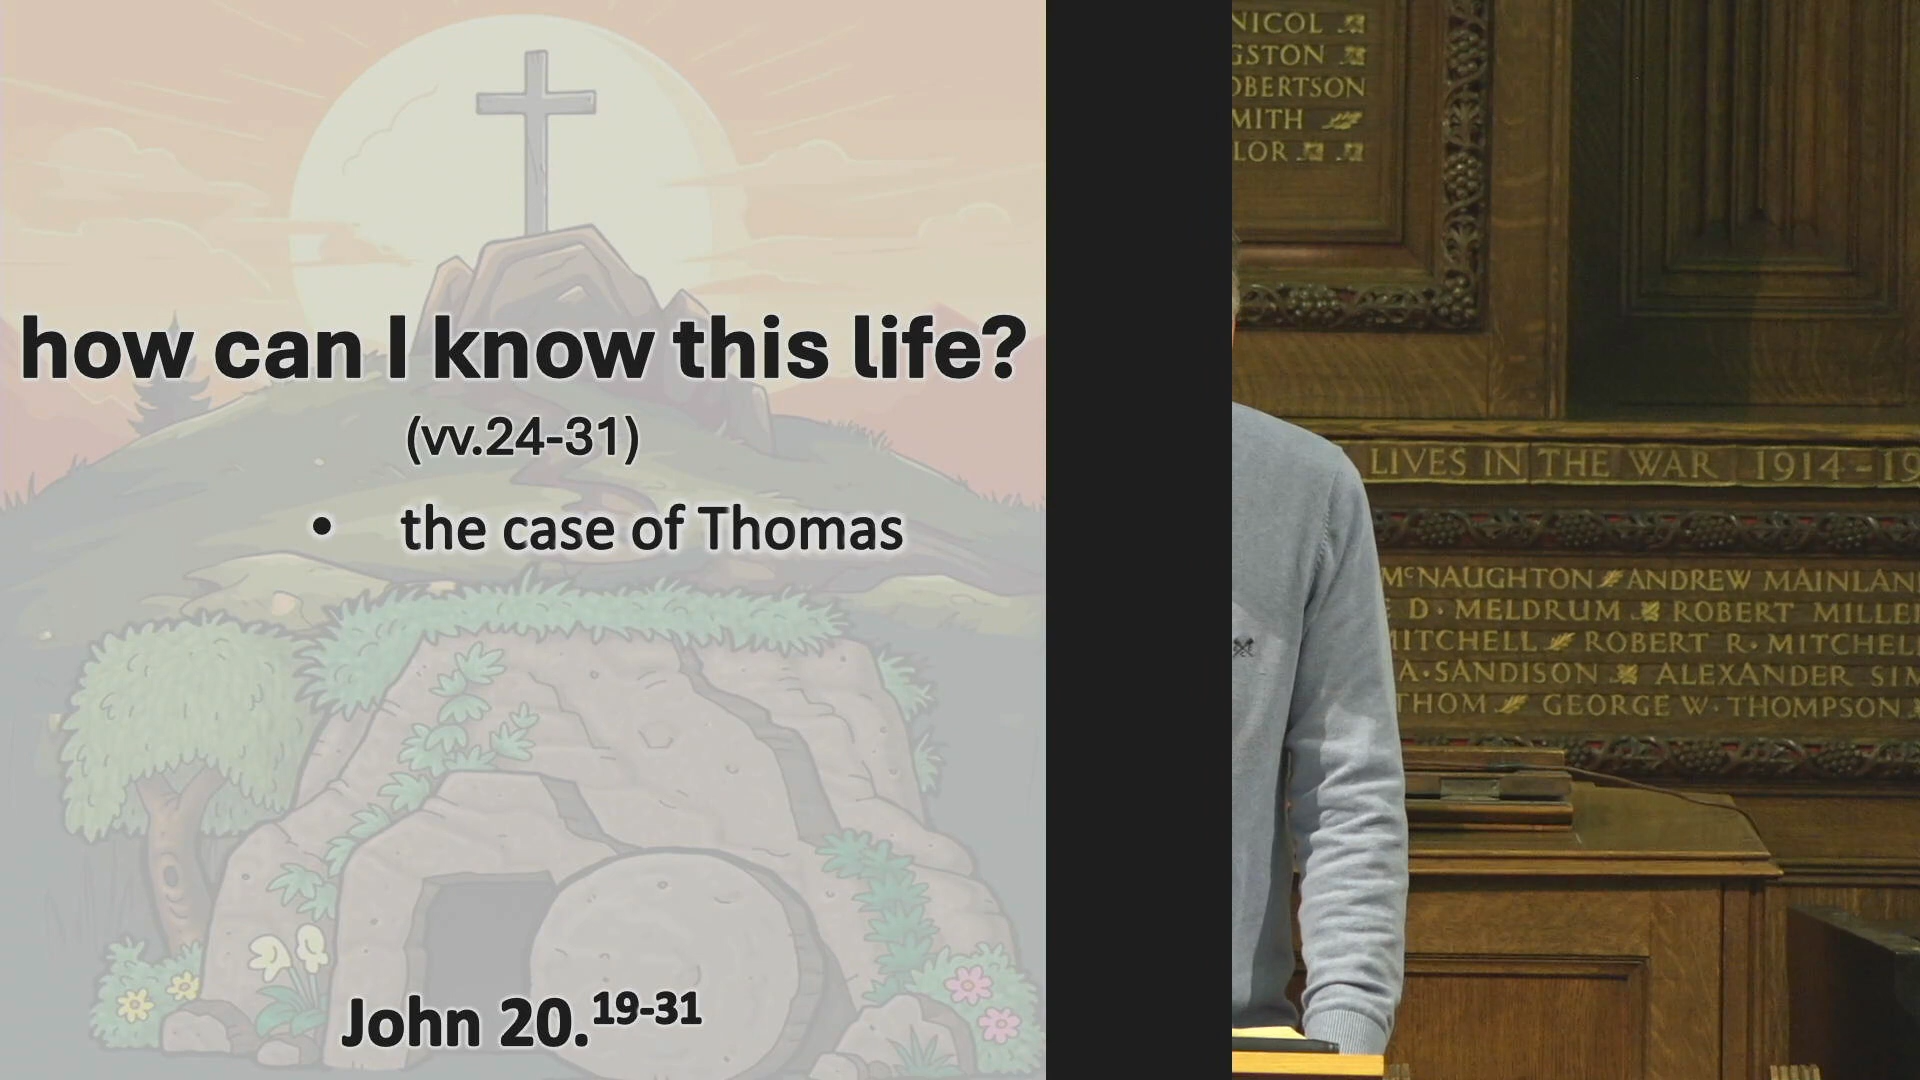 how can I know this life?
(vv.24-31)
• the case of Thomas
John 20.19-31
NICOL
GSTON
OBERTSON
MITH
LOR
LIVES IN THE WAR 1914-19
McNAUGHTON ANDREW MAINLAN
D. MELDRUM ROBERT MILLE
MITCHELL ROBERT R. MITCHEL
A. SANDISON ALEXANDER SIM
THOM GEORGE W. THOMPSON